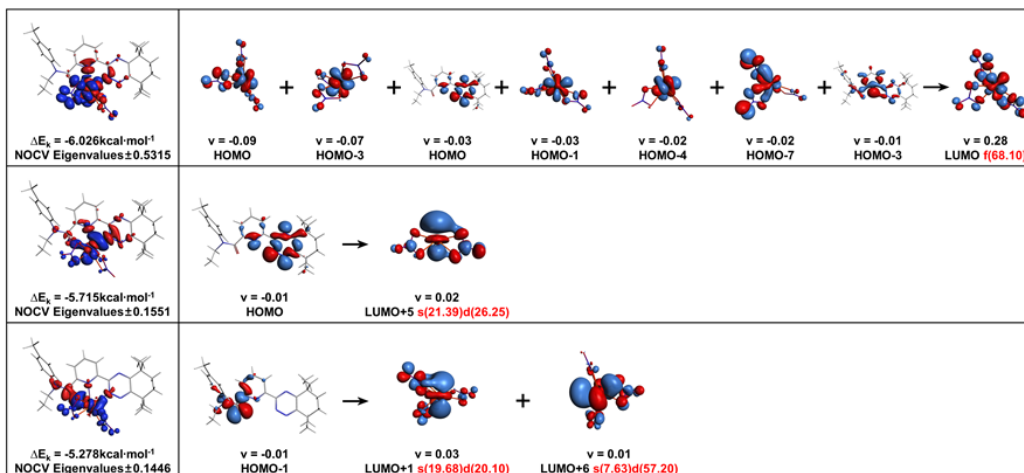 ΔEk = -6.026kcal·mol-1
NOCV Eigenvalues±0.5315
+ + + + + +
ν = -0.09 ν = -0.07 ν = -0.03 ν = -0.03 ν = -0.02 ν = -0.02 ν = -0.01 ν = 0.28
HOMO HOMO-3 HOMO HOMO-1 HOMO-4 HOMO-7 HOMO-3 LUMO f(68.10)
ΔEk = -5.715kcal·mol-1
NOCV Eigenvalues±0.1551
ν = -0.01 ν = 0.02
HOMO LUMO+5 s(21.39)d(26.25)
+
ΔEk = -5.278kcal·mol-1
NOCV Eigenvalues±0.1446
ν = -0.01 ν = 0.03 ν = 0.01
HOMO-1 LUMO+1 s(19.68)d(20.10) LUMO+6 s(7.63)d(57.20)